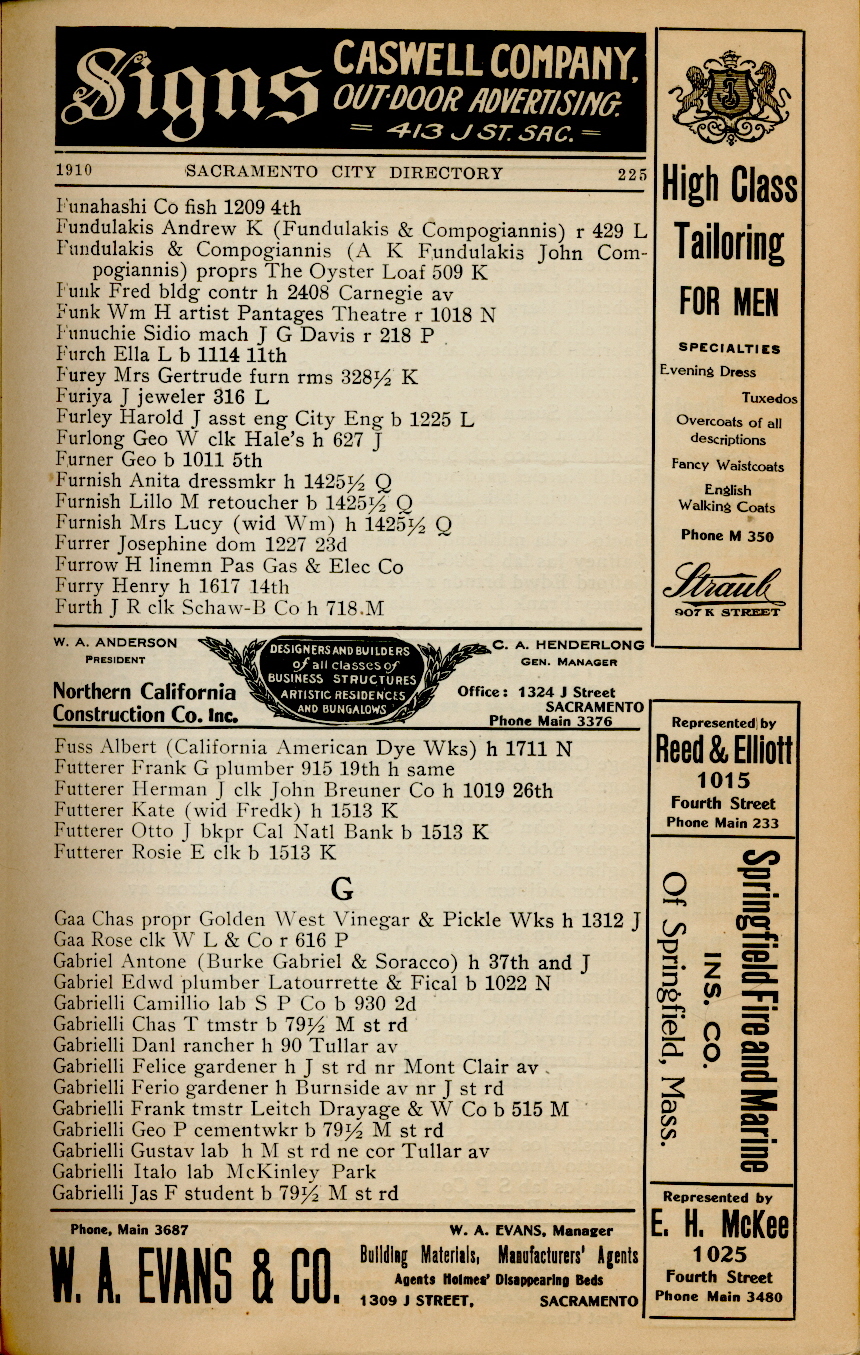 Signs
CASWELL COMPANY,
OUT-DOOR ADVERTISING.
= 413 J ST. SAC. =
1910 SACRAMENTO CITY DIRECTORY 225
Funahashi Co fish 1209 4th
Fundulakis Andrew K (Fundulakis & Compogiannis) r 429 L
Fundulakis & Compogiannis (A K Fundulakis John Com-
pogiannis) proprs The Oyster Loaf 509 K
Funk Fred bldg contr h 2408 Carnegie av
Funk Wm H artist Pantages Theatre r 1018 N
Funuchie Sidio mach J G Davis r 218 P
Furch Ella L b 1114 11th
Furey Mrs Gertrude furn rms 328½ K
Furiya J jeweler 316 L
Furley Harold J asst eng City Eng b 1225 L
Furlong Geo W clk Hale's h 627 J
Furner Geo b 1011 5th
Furnish Anita dressmkr h 1425½ Q
Furnish Lillo M retoucher b 1425½ Q
Furnish Mrs Lucy (wid Wm) h 1425½ Q
Furrer Josephine dom 1227 23d
Furrow H linemn Pas Gas & Elec Co
Furry Henry h 1617 14th
Furth J R clk Schaw-B Co h 718 M
W. A. ANDERSON
PRESIDENT
Northern California
Construction Co. Inc.
DESIGNERS AND BUILDERS
of all classes of
BUSINESS STRUCTURES
ARTISTIC RESIDENCES
AND BUNGALOWS
C. A. HENDERLONG
GEN. MANAGER
Office: 1324 J Street
SACRAMENTO
Phone Main 3376
Fuss Albert (California American Dye Wks) h 1711 N
Futterer Frank G plumber 915 19th h same
Futterer Herman J clk John Breuner Co h 1019 26th
Futterer Kate (wid Fredk) h 1513 K
Futterer Otto J bkpr Cal Natl Bank b 1513 K
Futterer Rosie E clk b 1513 K
G
Gaa Chas propr Golden West Vinegar & Pickle Wks h 1312 J
Gaa Rose clk W L & Co r 616 P
Gabriel Antone (Burke Gabriel & Soracco) h 37th and J
Gabriel Edwd plumber Latourrette & Fical b 1022 N
Gabrielli Camillio lab S P Co b 930 2d
Gabrielli Chas T tmstr b 79½ M st rd
Gabrielli Danl rancher h 90 Tullar av
Gabrielli Felice gardener h J st rd nr Mont Clair av
Gabrielli Ferio gardener h Burnside av nr J st rd
Gabrielli Frank tmstr Leitch Drayage & W Co b 515 M
Gabrielli Geo P cementwkr b 79½ M st rd
Gabrielli Gustav lab h M st rd ne cor Tullar av
Gabrielli Italo lab McKinley Park
Gabrielli Jas F student b 79½ M st rd
Phone, Main 3687
W. A. EVANS & CO.
W. A. EVANS, Manager
Building Materials, Manufacturers' Agents
Agents Holmes' Disappearing Beds
1309 J STREET, SACRAMENTO
High Class
Tailoring
FOR MEN
SPECIALTIES
Evening Dress
Tuxedos
Overcoats of all
descriptions
Fancy Waistcoats
English
Walking Coats
Phone M 350
Straub
907 K STREET
Represented by
Reed & Elliott
1015
Fourth Street
Phone Main 233
Springfield Fire and Marine
INS. CO.
Of Springfield, Mass.
Represented by
E. H. McKee
1025
Fourth Street
Phone Main 3480